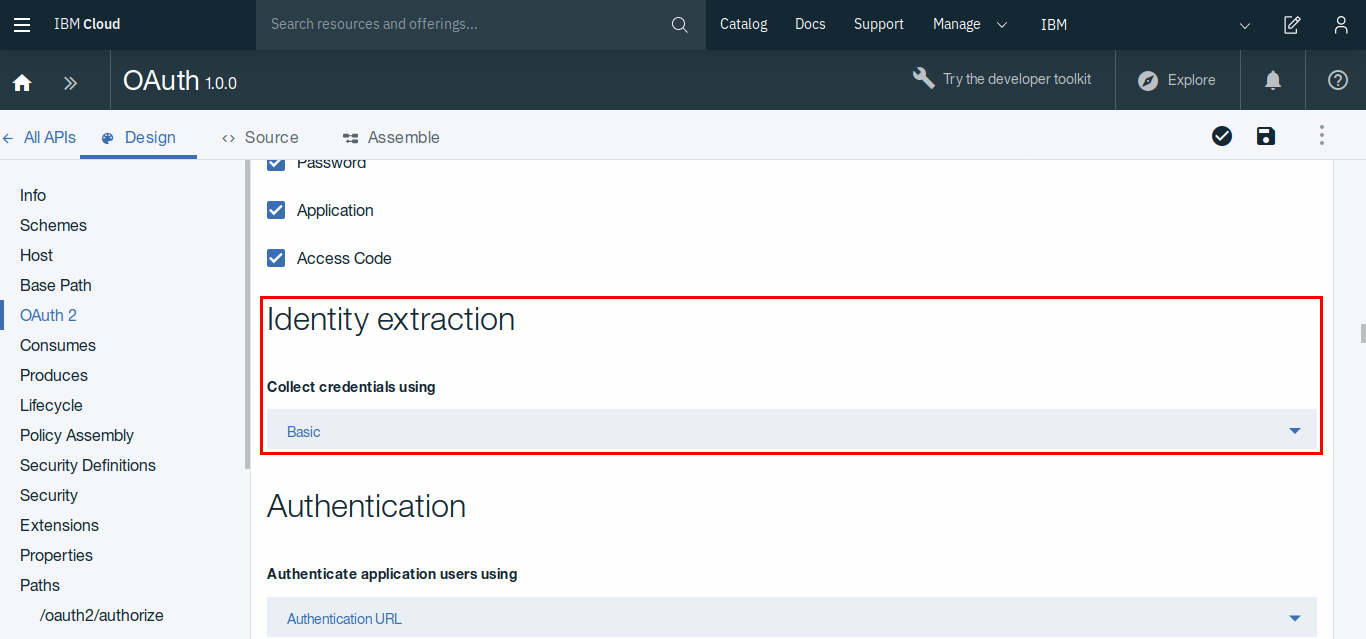 IBM Cloud
Search resources and offerings...
Catalog
Docs
Support
Manage
IBM
OAuth 1.0.0
Try the developer toolkit
Explore
All APIs
Design
Source
Assemble
Info
Schemes
Host
Base Path
OAuth 2
Consumes
Produces
Lifecycle
Policy Assembly
Security Definitions
Security
Extensions
Properties
Paths
/oauth2/authorize
Password
Application
Access Code
Identity extraction
Collect credentials using
Basic
Authentication
Authenticate application users using
Authentication URL